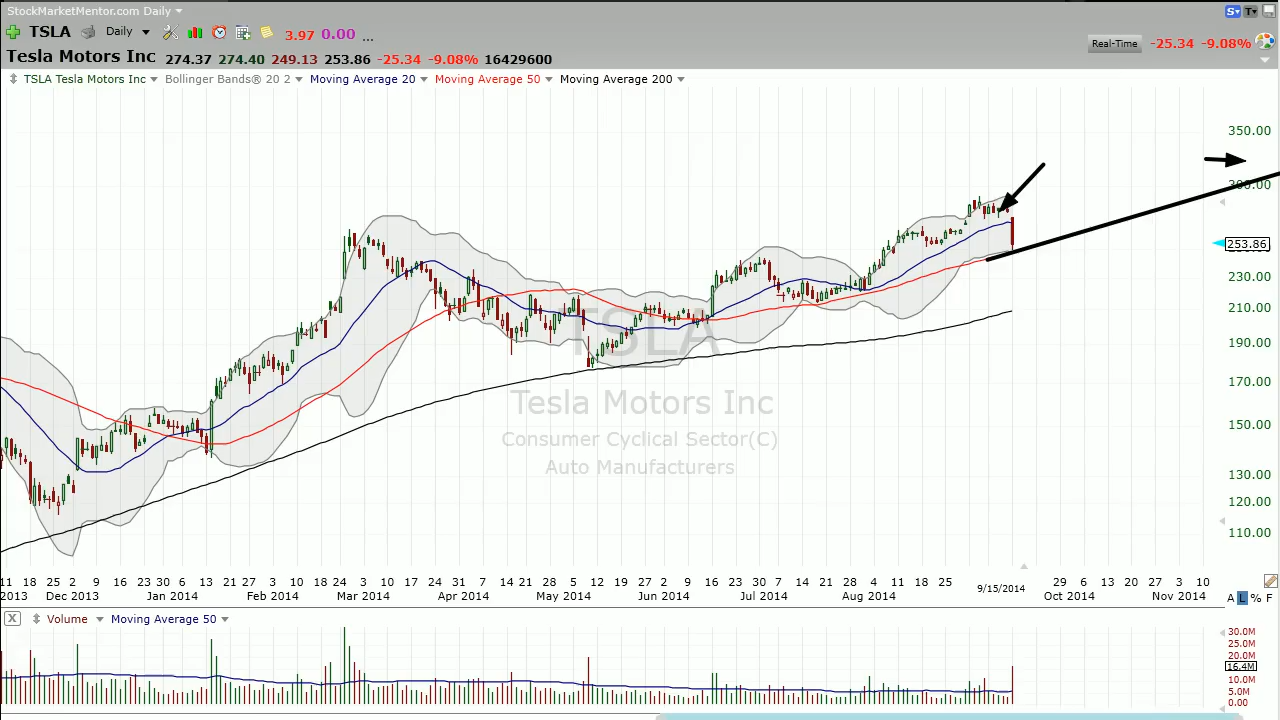 StockMarketMentor.com Daily
TSLA Daily 3.97 0.00 ...
S T
Real-Time -25.34 -9.08%
Tesla Motors Inc 274.37 274.40 249.13 253.86 -25.34 -9.08% 16429600
TSLA Tesla Motors Inc Bollinger Bands® 20 2 Moving Average 20 Moving Average 50 Moving Average 200
350.00
300.00
253.86
230.00
210.00
190.00
170.00
150.00
130.00
120.00
110.00
TSLA
Tesla Motors Inc
Consumer Cyclical Sector(C)
Auto Manufacturers
11 18 25 2 9 16 23 30 6 13 21 27 3 10 18 24 3 10 17 24 31 7 14 21 28 5 12 19 27 2 9 16 23 30 7 14 21 28 4 11 18 25 9/15/2014 29 6 13 20 27 3 10
2013 Dec 2013 Jan 2014 Feb 2014 Mar 2014 Apr 2014 May 2014 Jun 2014 Jul 2014 Aug 2014 Oct 2014 Nov 2014 A L % F
X Volume Moving Average 50
30.0M
25.0M
20.0M
16.4M
10.0M
5.0M
0.00